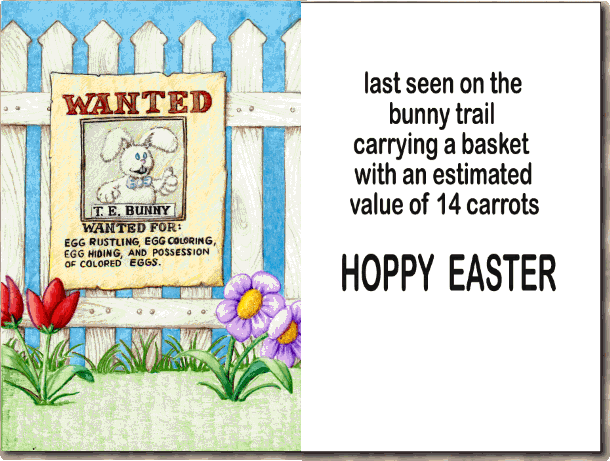 WANTED
T. E. BUNNY
WANTED FOR:
EGG RUSTLING, EGG COLORING,
EGG HIDING, AND POSSESSION
OF COLORED EGGS.
last seen on the
bunny trail
carrying a basket
with an estimated
value of 14 carrots
HOPPY EASTER